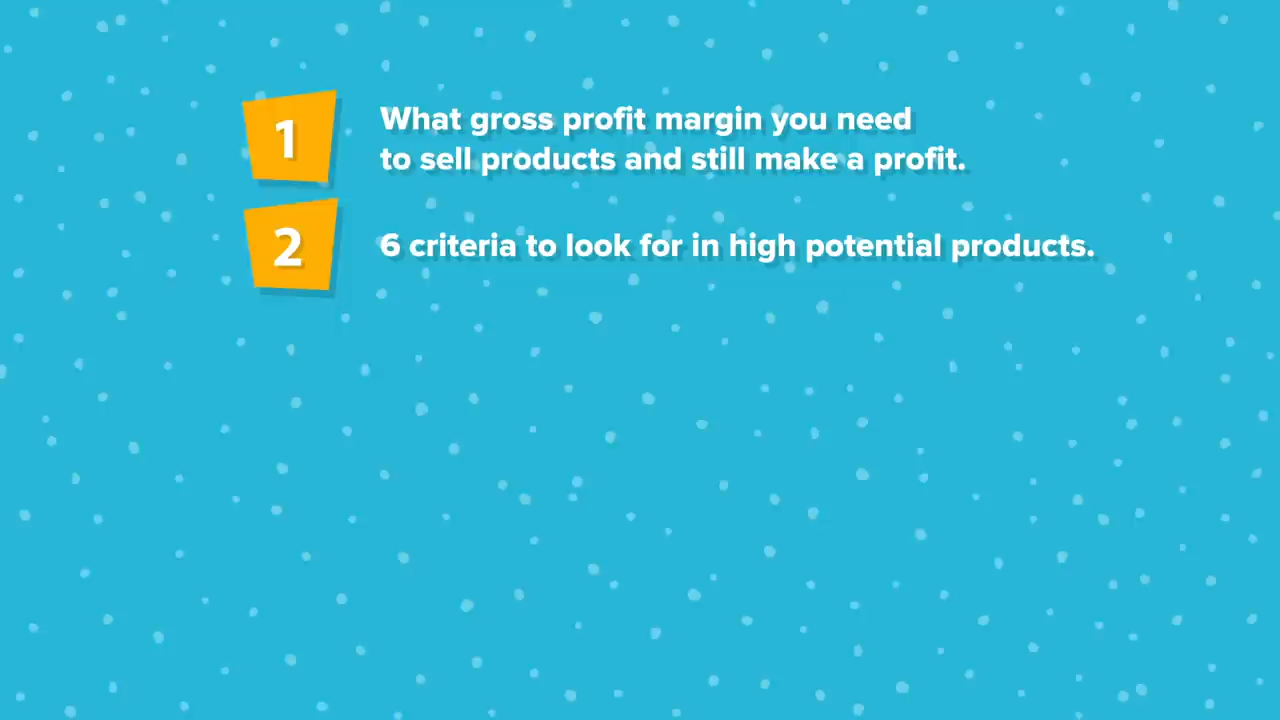 1
What gross profit margin you need
to sell products and still make a profit.
2
6 criteria to look for in high potential products.